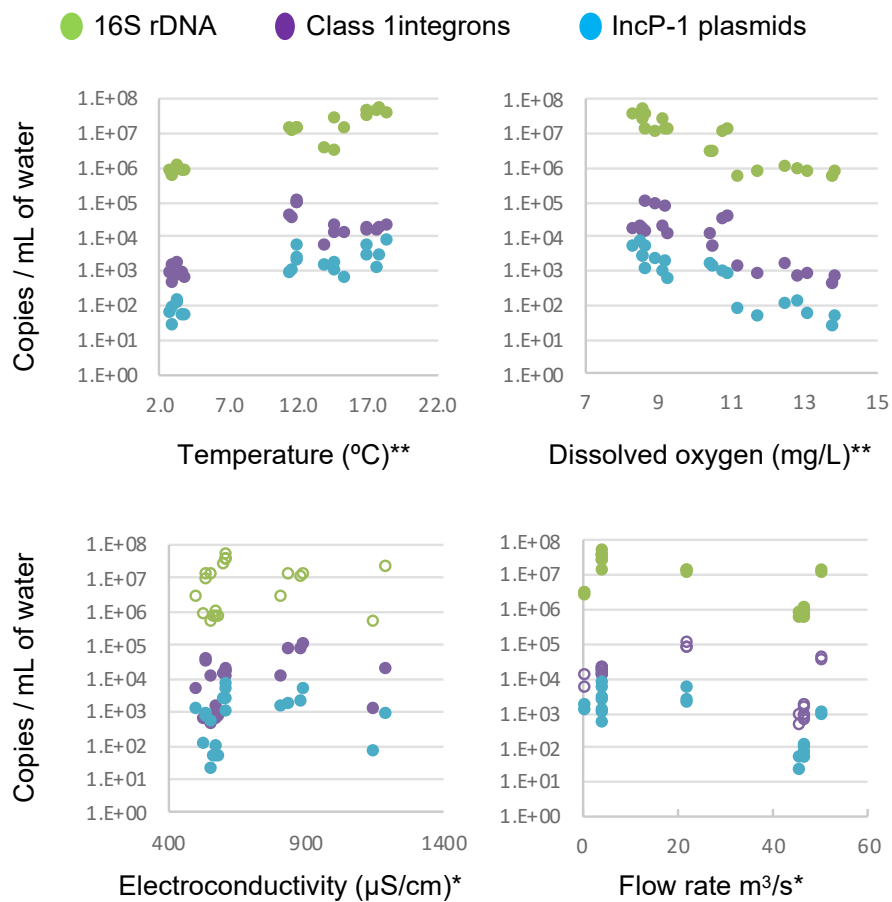 16S rDNA Class 1integrons IncP-1 plasmids
Copies / mL of water
1.E+08
1.E+07
1.E+06
1.E+05
1.E+04
1.E+03
1.E+02
1.E+01
1.E+00
2.0 7.0 12.0 17.0 22.0
Temperature (ºC)**
1.E+08
1.E+07
1.E+06
1.E+05
1.E+04
1.E+03
1.E+02
1.E+01
1.E+00
7 9 11 13 15
Dissolved oxygen (mg/L)**
Copies / mL of water
1.E+08
1.E+07
1.E+06
1.E+05
1.E+04
1.E+03
1.E+02
1.E+01
1.E+00
400 900 1400
Electroconductivity (µS/cm)*
1.E+08
1.E+07
1.E+06
1.E+05
1.E+04
1.E+03
1.E+02
1.E+01
1.E+00
0 20 40 60
Flow rate m³/s*